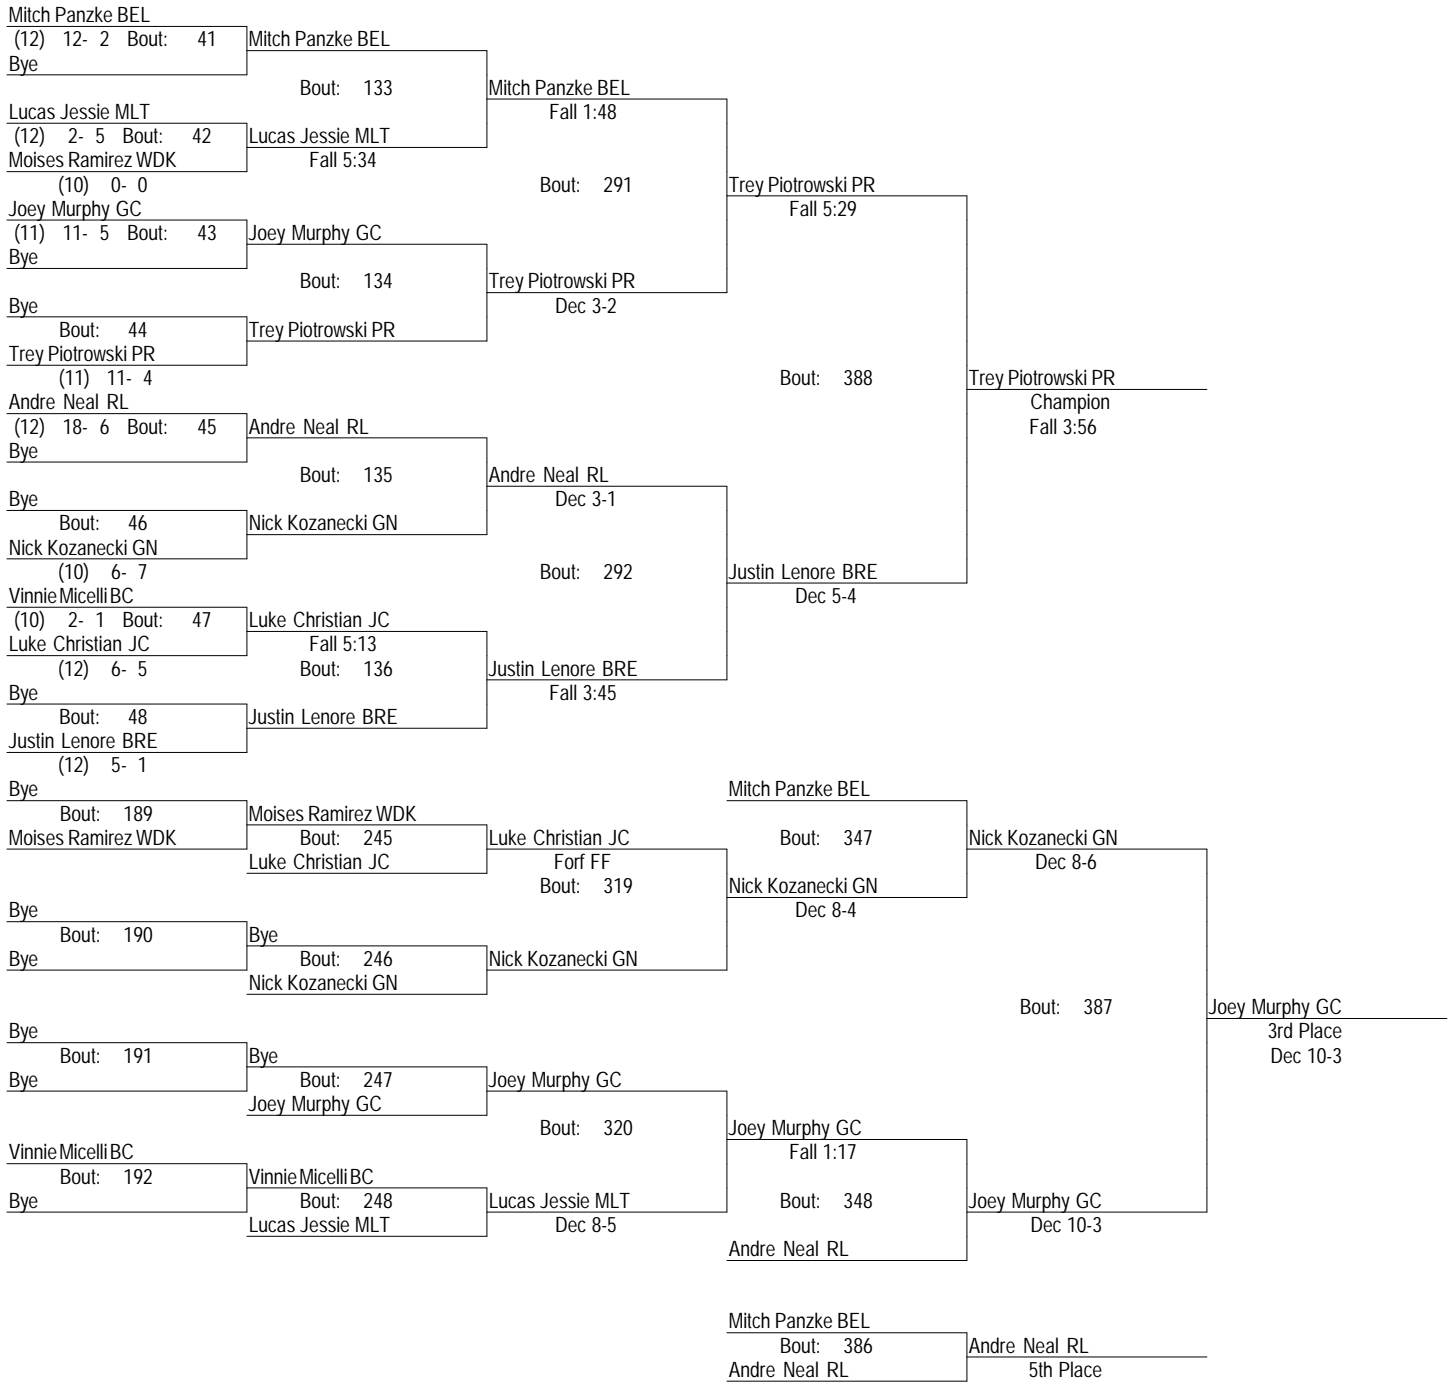 Mitch Panzke BEL
(12) 12- 2 Bout: 41 Mitch Panzke BEL
Bye
Bout: 133 Mitch Panzke BEL
Lucas Jessie MLT Fall 1:48
(12) 2- 5 Bout: 42 Lucas Jessie MLT
Moises Ramirez WDK Fall 5:34
(10) 0- 0 Bout: 291 Trey Piotrowski PR
Joey Murphy GC Fall 5:29
(11) 11- 5 Bout: 43 Joey Murphy GC
Bye
Bout: 134 Trey Piotrowski PR
Bye Dec 3-2
Bout: 44 Trey Piotrowski PR
Trey Piotrowski PR
(11) 11- 4 Bout: 388 Trey Piotrowski PR
Andre Neal RL Champion
(12) 18- 6 Bout: 45 Andre Neal RL Fall 3:56
Bye
Bout: 135 Andre Neal RL
Bye Dec 3-1
Bout: 46 Nick Kozanecki GN
Nick Kozanecki GN
(10) 6- 7 Bout: 292 Justin Lenore BRE
Vinnie Micelli BC Dec 5-4
(10) 2- 1 Bout: 47 Luke Christian JC
Luke Christian JC Fall 5:13
(12) 6- 5 Bout: 136 Justin Lenore BRE
Bye Fall 3:45
Bout: 48 Justin Lenore BRE
Justin Lenore BRE
(12) 5- 1
Bye Mitch Panzke BEL
Bout: 189 Moises Ramirez WDK
Moises Ramirez WDK Bout: 245 Luke Christian JC Bout: 347 Nick Kozanecki GN
Luke Christian JC Forf FF Dec 8-6
Bout: 319 Nick Kozanecki GN
Bye Dec 8-4
Bout: 190 Bye
Bye Bout: 246 Nick Kozanecki GN
Nick Kozanecki GN
Bout: 387 Joey Murphy GC
Bye 3rd Place
Bout: 191 Bye Dec 10-3
Bye Bout: 247 Joey Murphy GC
Joey Murphy GC
Bout: 320 Joey Murphy GC
Vinnie Micelli BC Fall 1:17
Bout: 192 Vinnie Micelli BC
Bye Bout: 248 Lucas Jessie MLT Bout: 348 Joey Murphy GC
Lucas Jessie MLT Dec 8-5 Dec 10-3
Andre Neal RL
Mitch Panzke BEL
Bout: 386 Andre Neal RL
Andre Neal RL 5th Place